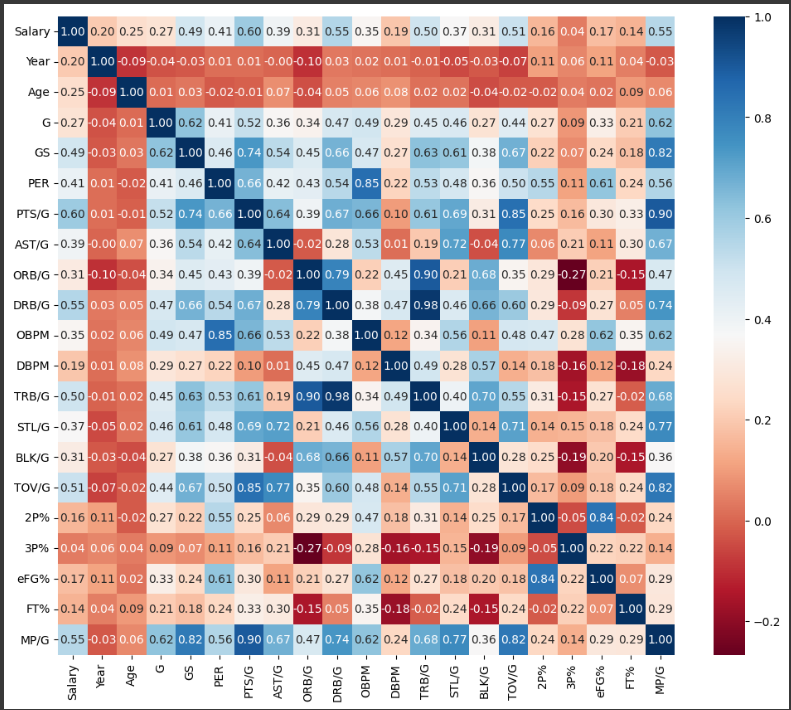 Salary 1.00 0.20 0.25 0.27 0.49 0.41 0.60 0.39 0.31 0.55 0.35 0.19 0.50 0.37 0.31 0.51 0.16 0.04 0.17 0.14 0.55
Year 0.20 1.00 -0.09 -0.04 -0.03 0.01 0.01 -0.00 -0.10 0.03 0.02 0.01 -0.01 -0.05 -0.03 -0.07 0.11 0.06 0.11 0.04 -0.03
Age 0.25 -0.09 1.00 0.01 0.03 -0.02 -0.01 0.07 -0.04 0.05 0.06 0.08 0.02 0.02 -0.04 -0.02 -0.02 0.04 0.02 0.09 0.06
G 0.27 -0.04 0.01 1.00 0.62 0.41 0.52 0.36 0.34 0.47 0.49 0.29 0.45 0.46 0.27 0.44 0.27 0.09 0.33 0.21 0.62
GS 0.49 -0.03 0.03 0.62 1.00 0.46 0.74 0.54 0.45 0.66 0.47 0.27 0.63 0.61 0.38 0.67 0.22 0.07 0.24 0.18 0.82
PER 0.41 0.01 -0.02 0.41 0.46 1.00 0.66 0.42 0.43 0.54 0.85 0.22 0.53 0.48 0.36 0.50 0.55 0.11 0.61 0.24 0.56
PTS/G 0.60 0.01 -0.01 0.52 0.74 0.66 1.00 0.64 0.39 0.67 0.66 0.10 0.61 0.69 0.31 0.85 0.25 0.16 0.30 0.33 0.90
AST/G 0.39 -0.00 0.07 0.36 0.54 0.42 0.64 1.00 -0.02 0.28 0.53 0.01 0.19 0.72 -0.04 0.77 0.06 0.21 0.11 0.30 0.67
ORB/G 0.31 -0.10 -0.04 0.34 0.45 0.43 0.39 -0.02 1.00 0.79 0.22 0.45 0.90 0.21 0.68 0.35 0.29 -0.27 0.21 -0.15 0.47
DRB/G 0.55 0.03 0.05 0.47 0.66 0.54 0.67 0.28 0.79 1.00 0.38 0.47 0.98 0.46 0.66 0.60 0.29 -0.09 0.27 0.05 0.74
OBPM 0.35 0.02 0.06 0.49 0.47 0.85 0.66 0.53 0.22 0.38 1.00 0.12 0.34 0.56 0.11 0.48 0.47 0.28 0.62 0.35 0.62
DBPM 0.19 0.01 0.08 0.29 0.27 0.22 0.10 0.01 0.45 0.47 0.12 1.00 0.49 0.28 0.57 0.14 0.18 -0.16 0.12 -0.18 0.24
TRB/G 0.50 -0.01 0.02 0.45 0.63 0.53 0.61 0.19 0.90 0.98 0.34 0.49 1.00 0.40 0.70 0.55 0.31 -0.15 0.27 -0.02 0.68
STL/G 0.37 -0.05 0.02 0.46 0.61 0.48 0.69 0.72 0.21 0.46 0.56 0.28 0.40 1.00 0.14 0.71 0.14 0.15 0.18 0.24 0.77
BLK/G 0.31 -0.03 -0.04 0.27 0.38 0.36 0.31 -0.04 0.68 0.66 0.11 0.57 0.70 0.14 1.00 0.28 0.25 -0.19 0.20 -0.15 0.36
TOV/G 0.51 -0.07 -0.02 0.44 0.67 0.50 0.85 0.77 0.35 0.60 0.48 0.14 0.55 0.71 0.28 1.00 0.17 0.09 0.18 0.24 0.82
2P% 0.16 0.11 -0.02 0.27 0.22 0.55 0.25 0.06 0.29 0.29 0.47 0.18 0.31 0.14 0.25 0.17 1.00 -0.05 0.84 -0.02 0.24
3P% 0.04 0.06 0.04 0.09 0.07 0.11 0.16 0.21 -0.27 -0.09 0.28 -0.16 -0.15 0.15 -0.19 0.09 -0.05 1.00 0.22 0.22 0.14
eFG% 0.17 0.11 0.02 0.33 0.24 0.61 0.30 0.11 0.21 0.27 0.62 0.12 0.27 0.18 0.20 0.18 0.84 0.22 1.00 0.07 0.29
FT% 0.14 0.04 0.09 0.21 0.18 0.24 0.33 0.30 -0.15 0.05 0.35 -0.18 -0.02 0.24 -0.15 0.24 -0.02 0.22 0.07 1.00 0.29
MP/G 0.55 -0.03 0.06 0.62 0.82 0.56 0.90 0.67 0.47 0.74 0.62 0.24 0.68 0.77 0.36 0.82 0.24 0.14 0.29 0.29 1.00
Salary Year Age G GS PER PTS/G AST/G ORB/G DRB/G OBPM DBPM TRB/G STL/G BLK/G TOV/G 2P% 3P% eFG% FT% MP/G
1.0
0.8
0.6
0.4
0.2
0.0
−0.2